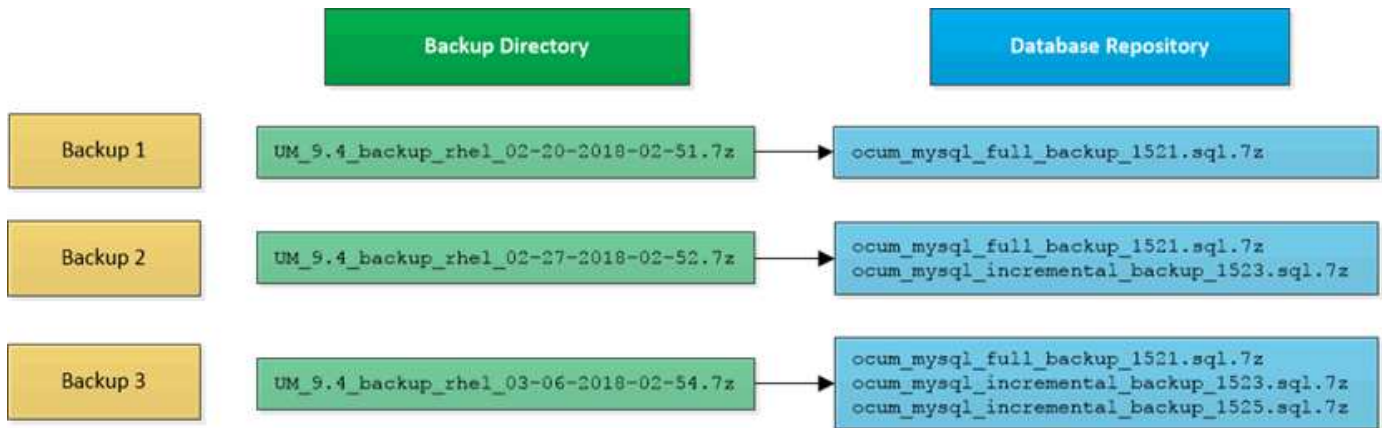 Backup Directory
Database Repository
Backup 1
UM_9.4_backup_rhel_02-20-2018-02-51.7z
ocum_mysql_full_backup_1521.sql.7z
Backup 2
UM_9.4_backup_rhel_02-27-2018-02-52.7z
ocum_mysql_full_backup_1521.sql.7z
ocum_mysql_incremental_backup_1523.sql.7z
Backup 3
UM_9.4_backup_rhel_03-06-2018-02-54.7z
ocum_mysql_full_backup_1521.sql.7z
ocum_mysql_incremental_backup_1523.sql.7z
ocum_mysql_incremental_backup_1525.sql.7z